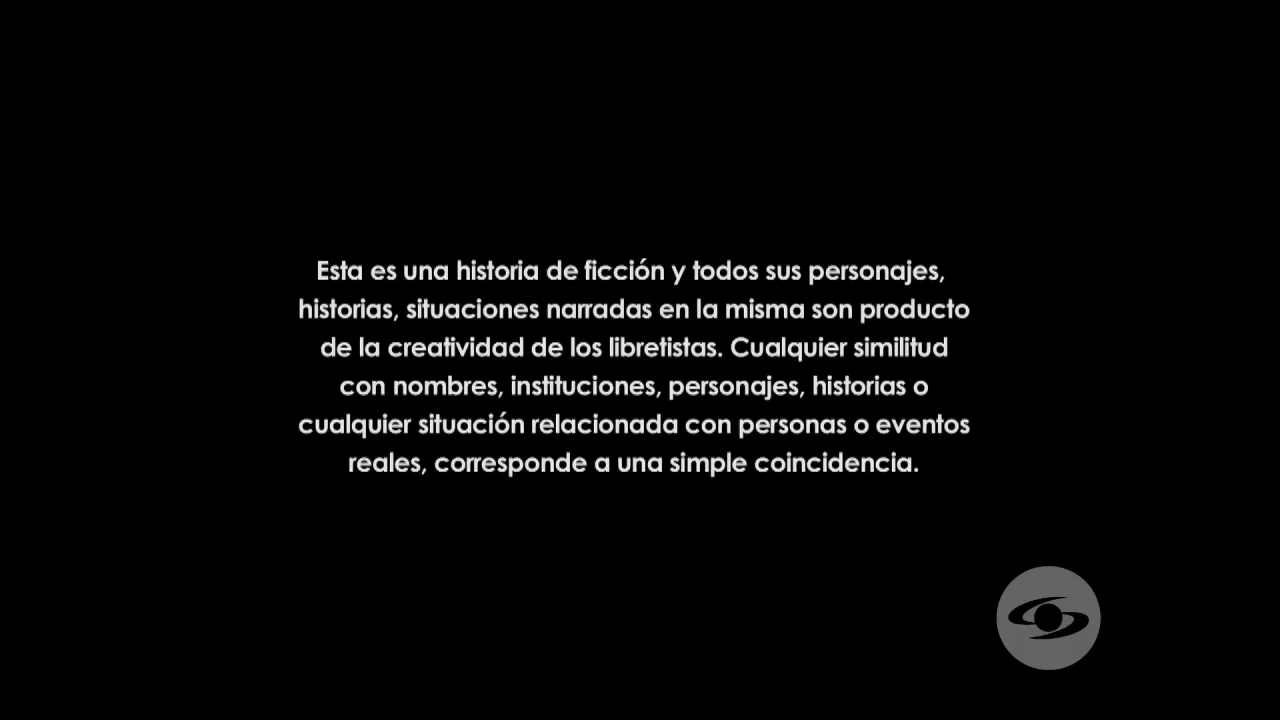 Esta es una historia de ficción y todos sus personajes,
historias, situaciones narradas en la misma son producto
de la creatividad de los libretistas. Cualquier similitud
con nombres, instituciones, personajes, historias o
cualquier situación relacionada con personas o eventos
reales, corresponde a una simple coincidencia.